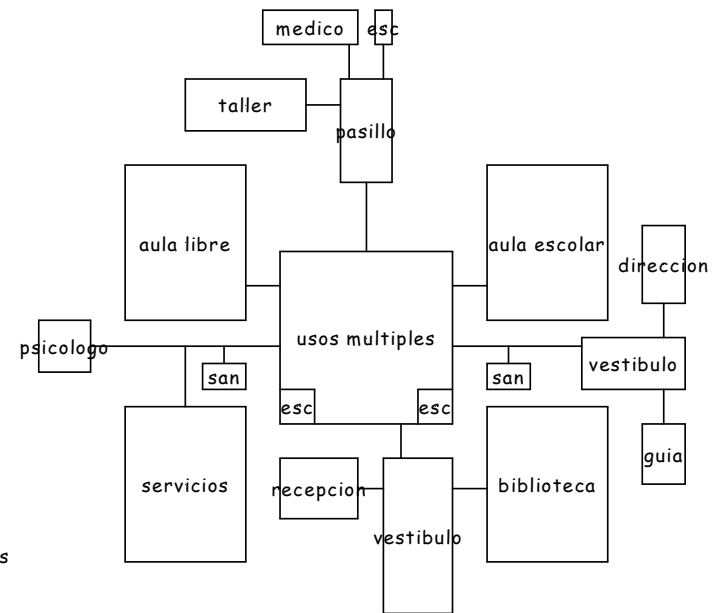 medico
esc
taller
pasillo
aula libre
aula escolar
direccion
usos multiples
psicologo
vestibulo
san
san
esc
esc
guia
servicios
recepcion
biblioteca
vestibulo
s